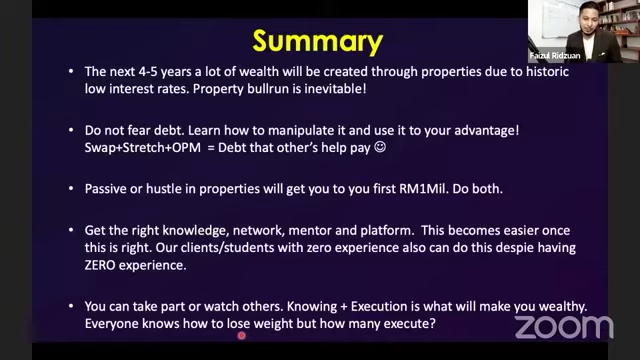 Summary
Faizul Ridzuan
• The next 4-5 years a lot of wealth will be created through properties due to historic
low interest rates. Property bullrun is inevitable!
• Do not fear debt. Learn how to manipulate it and use it to your advantage!
Swap+Stretch+OPM = Debt that other's help pay ☺
• Passive or hustle in properties will get you to you first RM1Mil. Do both.
• Get the right knowledge, network, mentor and platform. This becomes easier once
this is right. Our clients/students with zero experience also can do this despie having
ZERO experience.
• You can take part or watch others. Knowing + Execution is what will make you wealthy.
Everyone knows how to lose weight but how many execute?
zoom